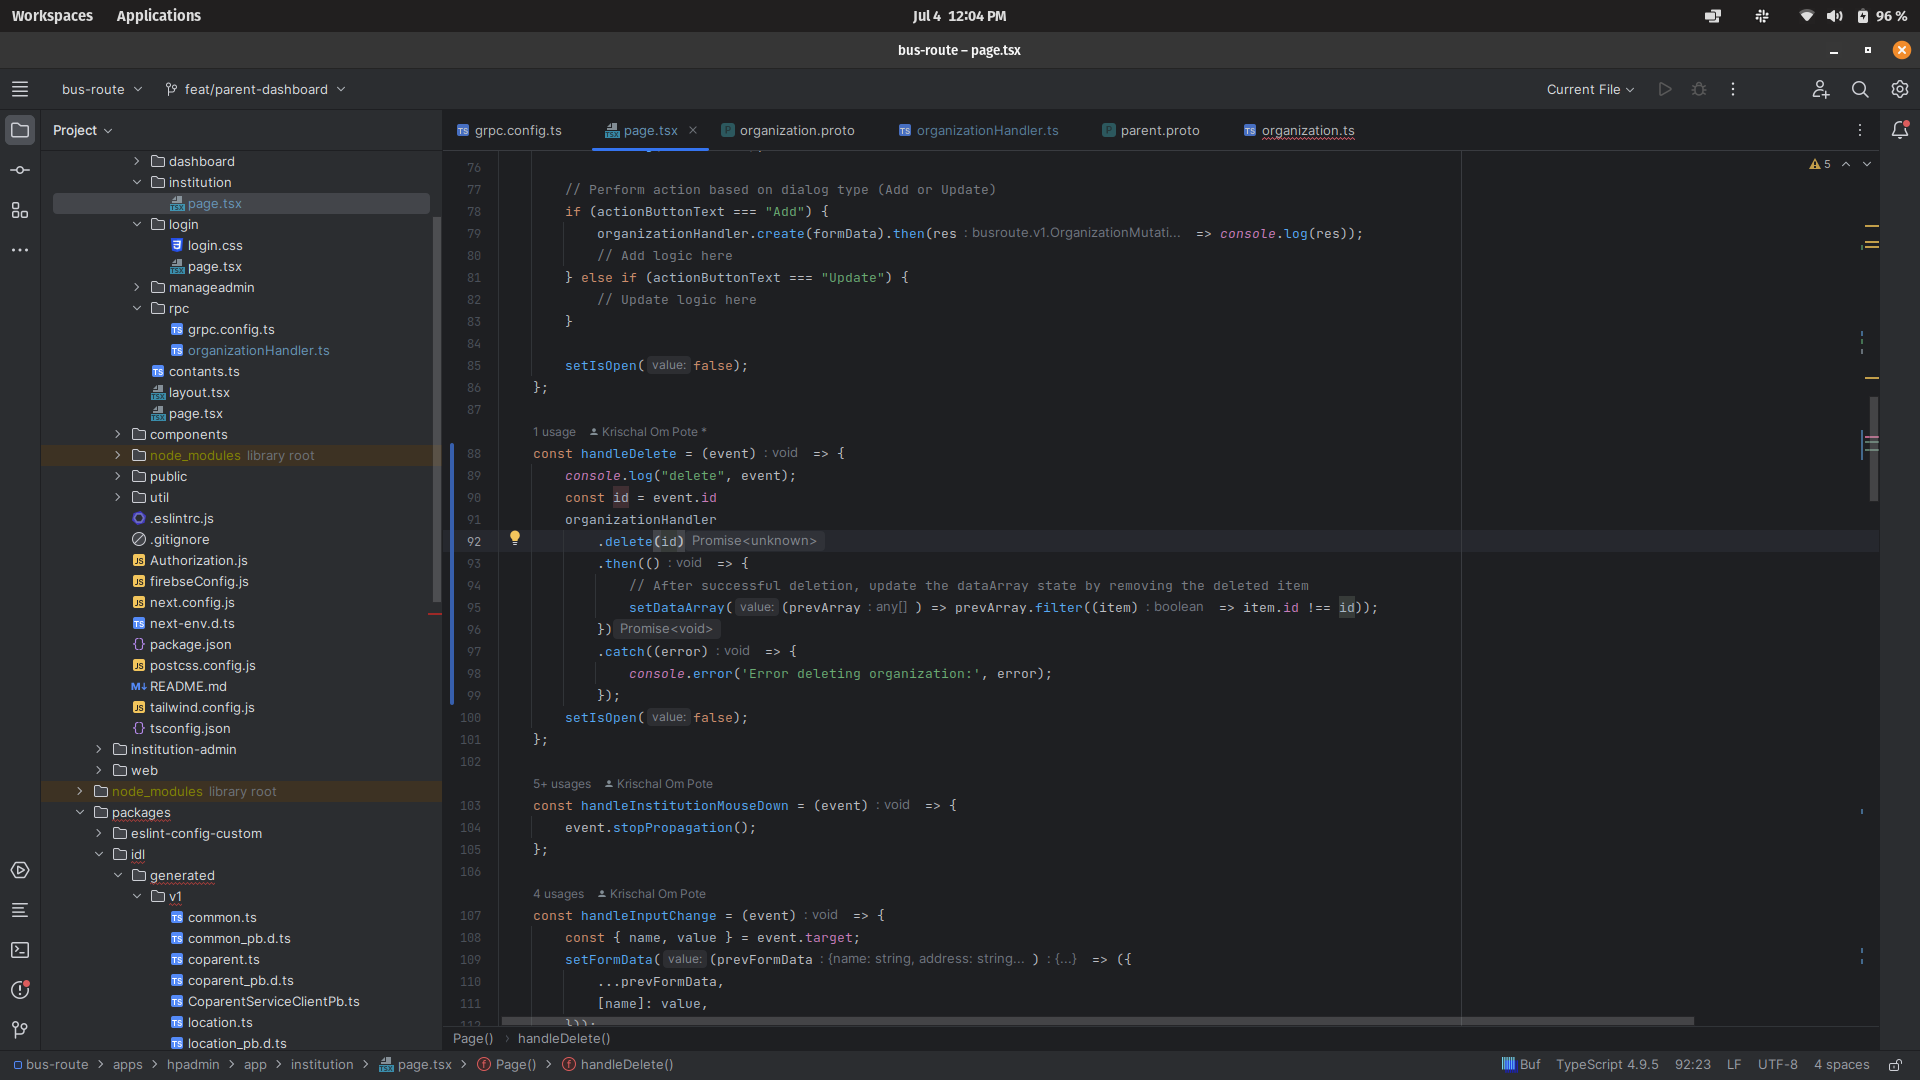 Workspaces Applications Jul 4 12:04 PM 96 %
bus-route – page.tsx
bus-route feat/parent-dashboard Current File
Project
grpc.config.ts page.tsx organization.proto organizationHandler.ts parent.proto organization.ts
dashboard
institution
page.tsx
login
login.css
page.tsx
manageadmin
rpc
grpc.config.ts
organizationHandler.ts
contants.ts
layout.tsx
page.tsx
components
node_modules library root
public
util
.eslintrc.js
.gitignore
Authorization.js
firebseConfig.js
next.config.js
next-env.d.ts
package.json
postcss.config.js
README.md
tailwind.config.js
tsconfig.json
institution-admin
web
node_modules library root
packages
eslint-config-custom
idl
generated
v1
common.ts
common_pb.d.ts
coparent.ts
coparent_pb.d.ts
CoparentServiceClientPb.ts
location.ts
location_pb.d.ts
5
76
77 // Perform action based on dialog type (Add or Update)
78 if (actionButtonText === "Add") {
79 organizationHandler.create(formData).then(res : busroute.v1.OrganizationMutati... => console.log(res));
80 // Add logic here
81 } else if (actionButtonText === "Update") {
82 // Update logic here
83 }
84
85 setIsOpen( value: false);
86 };
87
1 usage Krischal Om Pote *
88 const handleDelete = (event) : void => {
89 console.log("delete", event);
90 const id = event.id
91 organizationHandler
92 .delete(id) Promise<unknown>
93 .then(() : void => {
94 // After successful deletion, update the dataArray state by removing the deleted item
95 setDataArray( value: (prevArray : any[] ) => prevArray.filter((item) : boolean => item.id !== id));
96 }) Promise<void>
97 .catch((error) : void => {
98 console.error('Error deleting organization:', error);
99 });
100 setIsOpen( value: false);
101 };
102
5+ usages Krischal Om Pote
103 const handleInstitutionMouseDown = (event) : void => {
104 event.stopPropagation();
105 };
106
4 usages Krischal Om Pote
107 const handleInputChange = (event) : void => {
108 const { name, value } = event.target;
109 setFormData( value: (prevFormData : {name: string, address: string... ) : {...} => ({
110 ...prevFormData,
111 [name]: value,
112 }));
Page() › handleDelete()
bus-route > apps > hpadmin > app > institution > page.tsx > Page() > handleDelete() Buf TypeScript 4.9.5 92:23 LF UTF-8 4 spaces